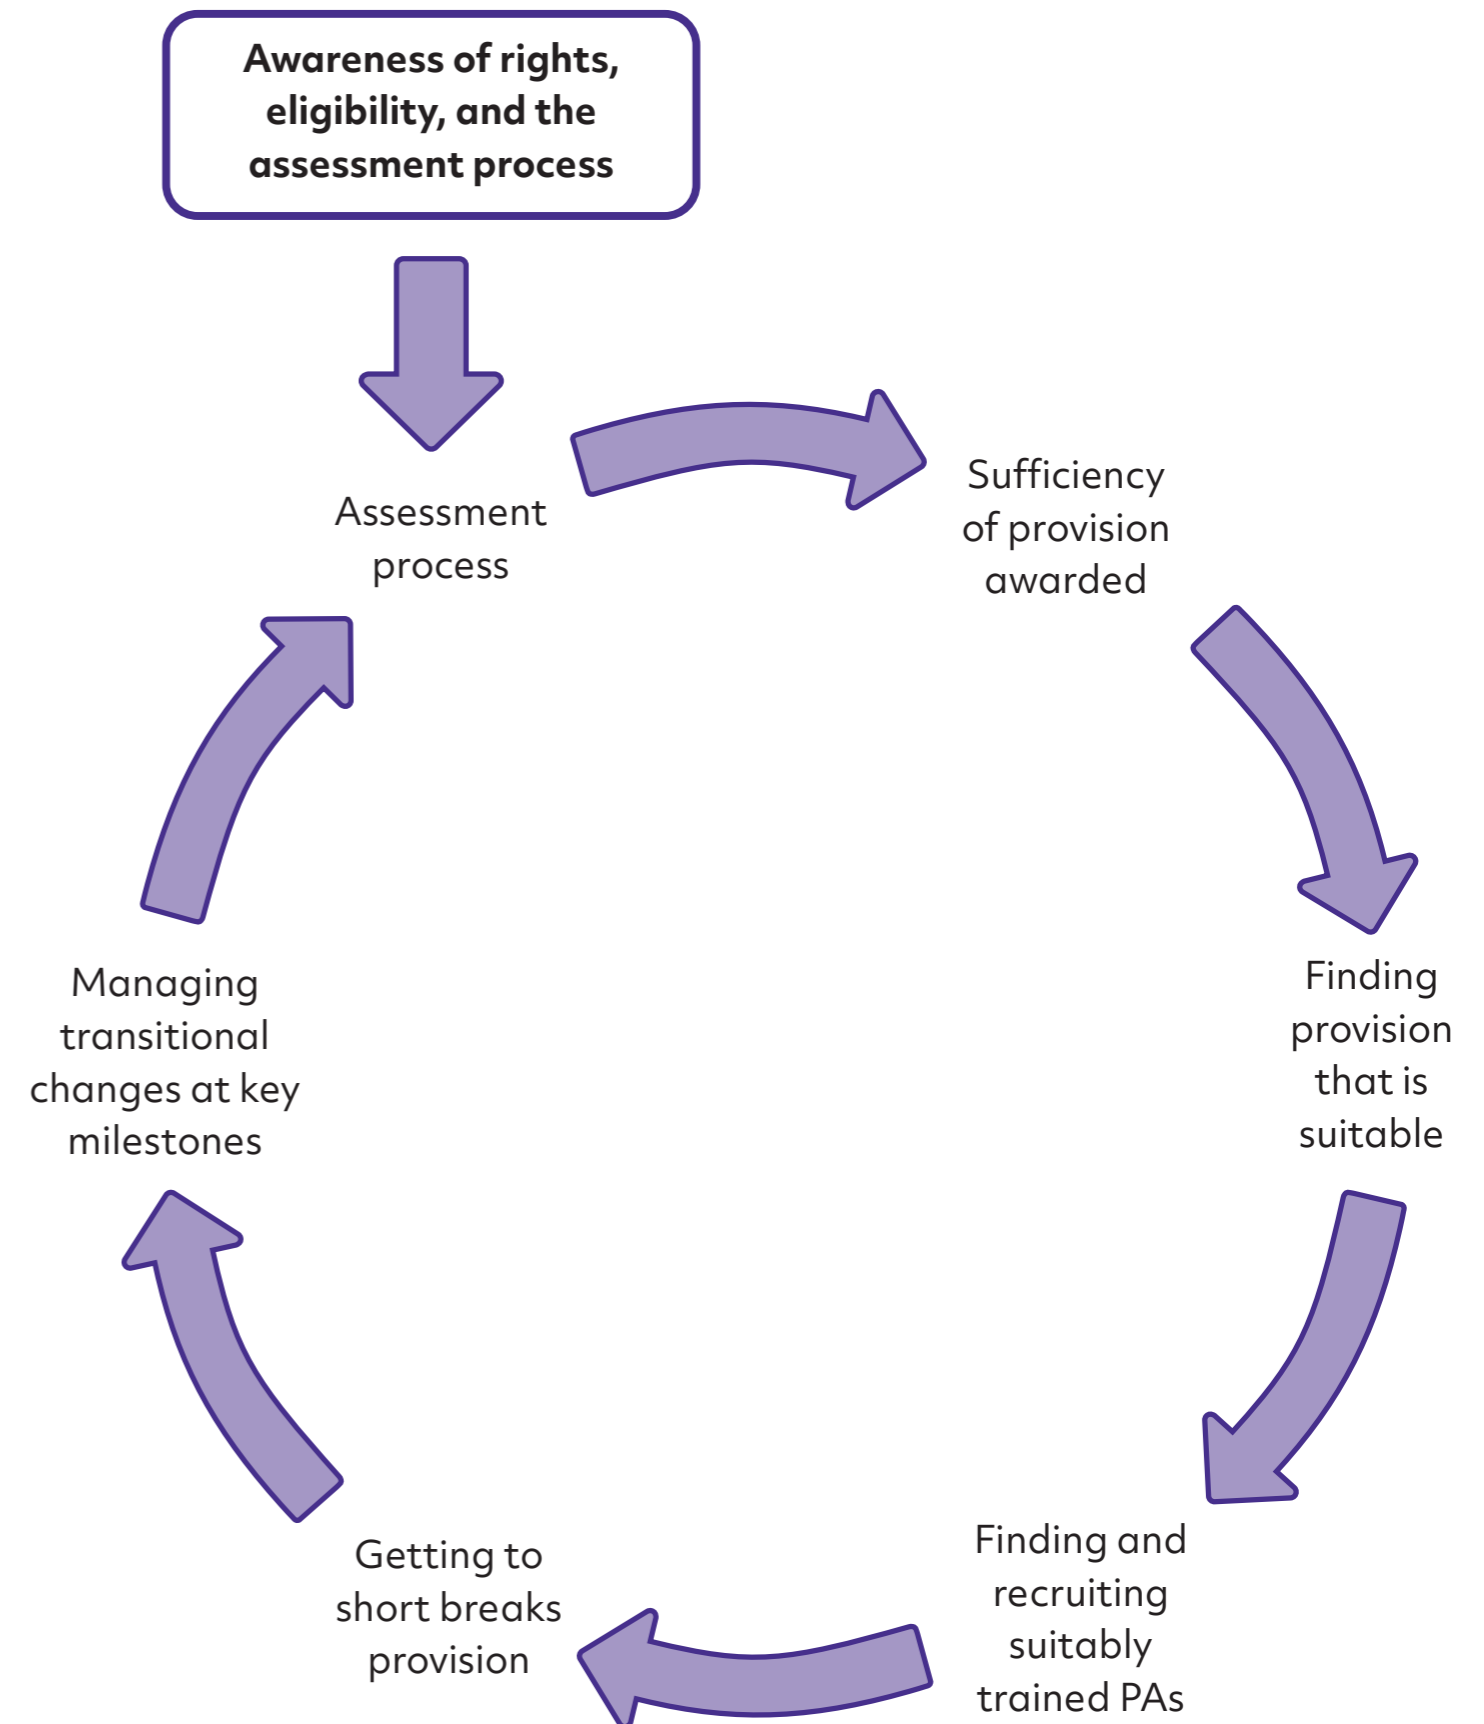 Awareness of rights,
eligibility, and the
assessment process
Assessment
process
Sufficiency
of provision
awarded
Finding
provision
that is
suitable
Finding and
recruiting
suitably
trained PAs
Getting to
short breaks
provision
Managing
transitional
changes at key
milestones